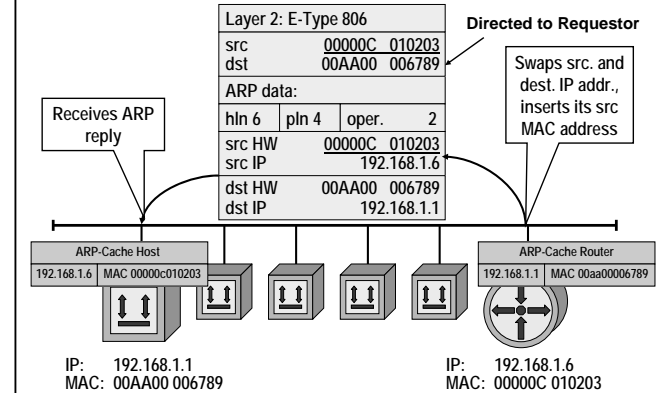 Layer 2: E-Type 806
src 00000C 010203
dst 00AA00 006789
ARP data:
hln 6 pln 4 oper. 2
src HW 00000C 010203
src IP 192.168.1.6
dst HW 00AA00 006789
dst IP 192.168.1.1
Directed to Requestor
Swaps src. and
dest. IP addr.,
inserts its src
MAC address
Receives ARP
reply
ARP-Cache Host
192.168.1.6 MAC 00000c010203
ARP-Cache Router
192.168.1.1 MAC 00aa00006789
IP: 192.168.1.1
MAC: 00AA00 006789
IP: 192.168.1.6
MAC: 00000C 010203